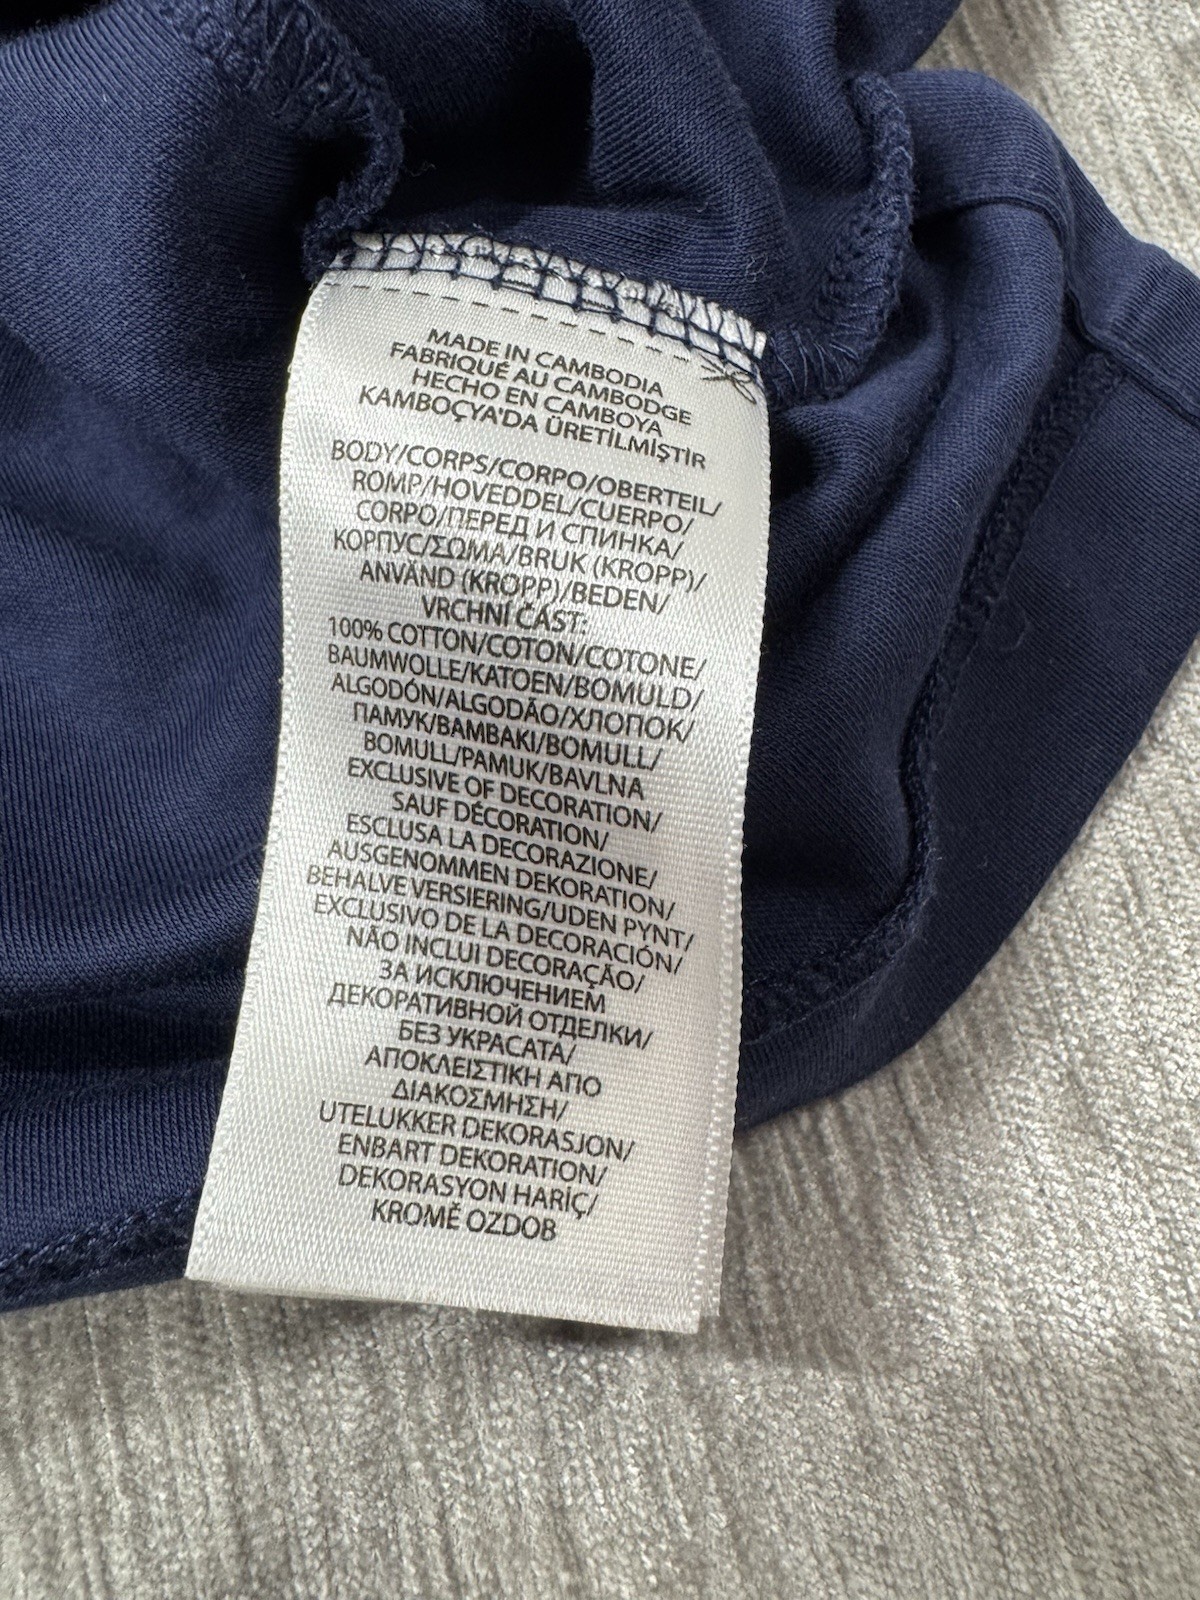 MADE IN CAMBODIA
FABRIQUÉ AU CAMBODGE
HECHO EN CAMBOYA
KAMBOÇYA'DA ÜRETİLMİŞTİR
BODY/CORPS/CORPO/OBERTEIL/
ROMP/HOVEDDEL/CUERPO/
CORPO/ПЕРЕД И СПИНКА/
КОРПУС/ΣΩΜΑ/BRUK (KROPP)/
ANVÄND (KROPP)/BEDEN/
VRCHNÍ ČÁST:
100% COTTON/COTON/COTONE/
BAUMWOLLE/KATOEN/BOMULD/
ALGODÓN/ALGODÃO/ХЛОПОК/
ПАМУК/BAMBAKI/BOMULL/
BOMULL/PAMUK/BAVLNA
EXCLUSIVE OF DECORATION/
SAUF DÉCORATION/
ESCLUSA LA DECORAZIONE/
AUSGENOMMEN DEKORATION/
BEHALVE VERSIERING/UDEN PYNT/
EXCLUSIVO DE LA DECORACIÓN/
NÃO INCLUI DECORAÇÃO/
ЗА ИСКЛЮЧЕНИЕМ
ДЕКОРАТИВНОЙ ОТДЕЛКИ/
БЕЗ УКРАСАТА/
ΑΠΟΚΛΕΙΣΤΙΚΗ ΑΠΟ
ΔΙΑΚΟΣΜΗΣΗ/
UTELUKKER DEKORASJON/
ENBART DEKORATION/
DEKORASYON HARİÇ/
KROMĚ OZDOB